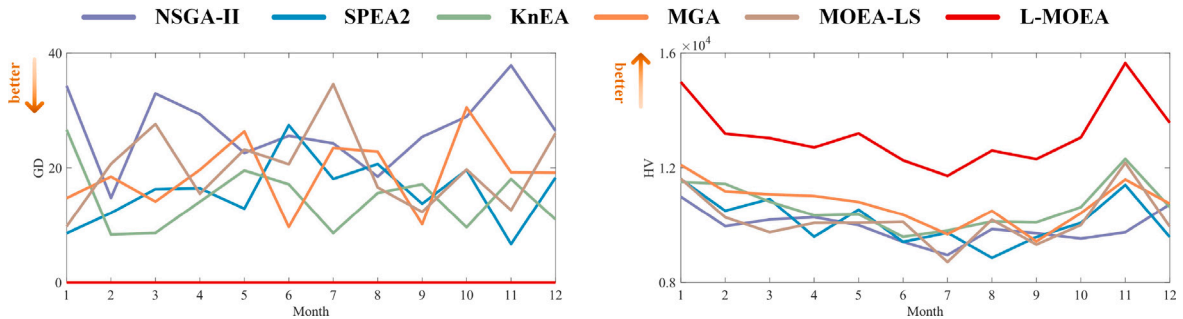 NSGA-II SPEA2 KnEA MGA MOEA-LS L-MOEA
better
GD
40
20
0
1 2 3 4 5 6 7 8 9 10 11 12
Month
better
HV
×10⁴
1.6
1.2
0.8
1 2 3 4 5 6 7 8 9 10 11 12
Month